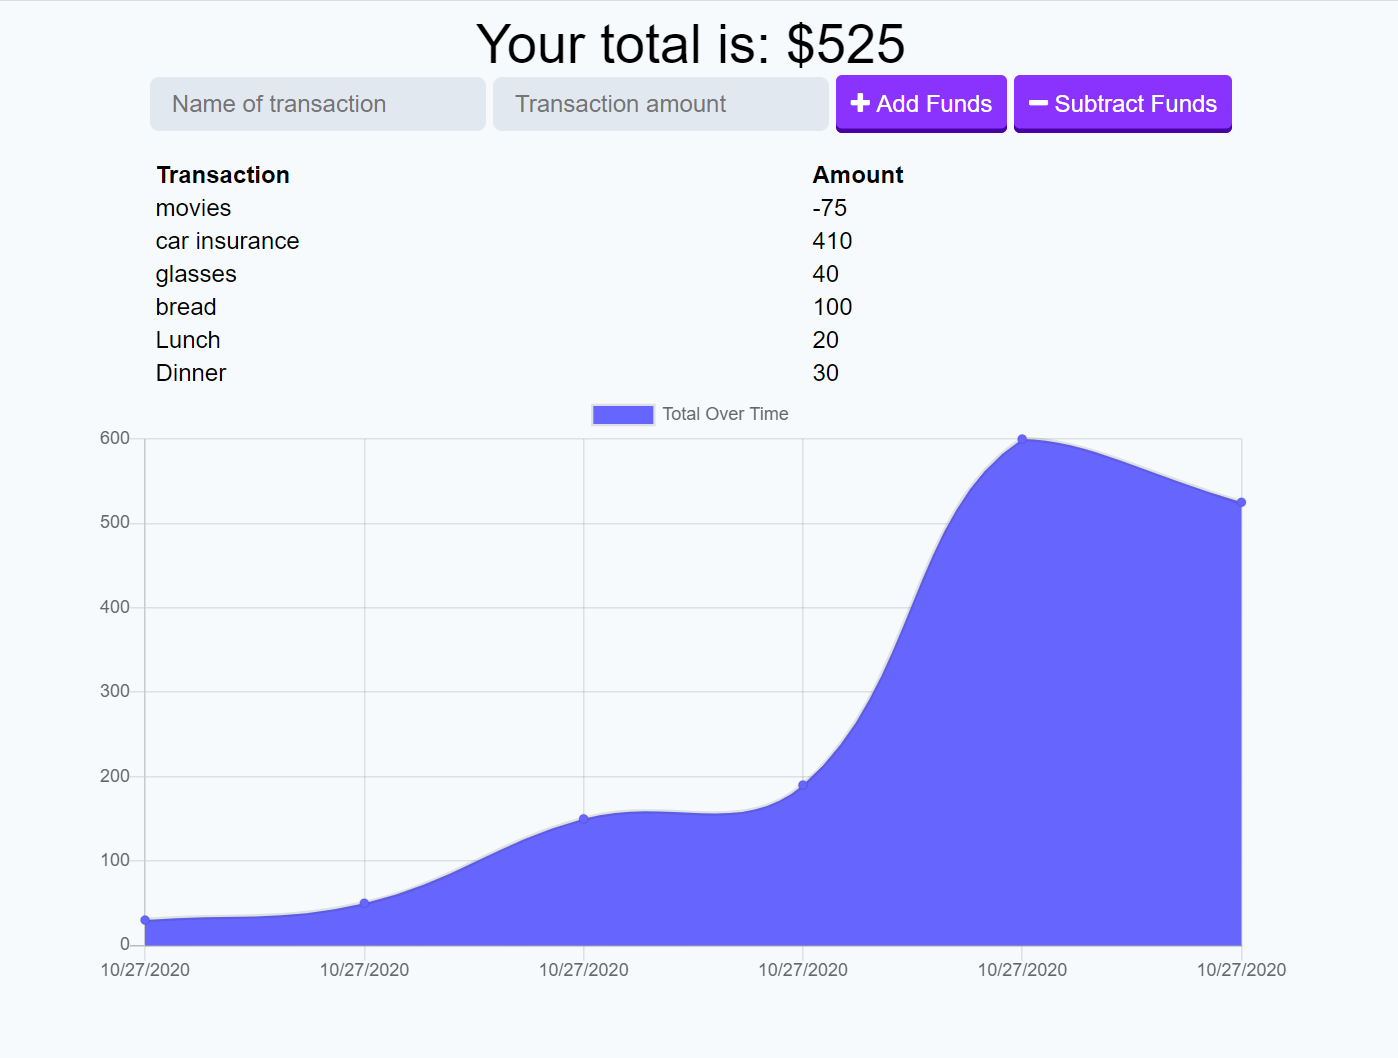 Your total is: $525
Name of transaction Transaction amount Add Funds Subtract Funds
Transaction Amount
movies -75
car insurance 410
glasses 40
bread 100
Lunch 20
Dinner 30
Total Over Time
600
500
400
300
200
100
0
10/27/2020 10/27/2020 10/27/2020 10/27/2020 10/27/2020 10/27/2020